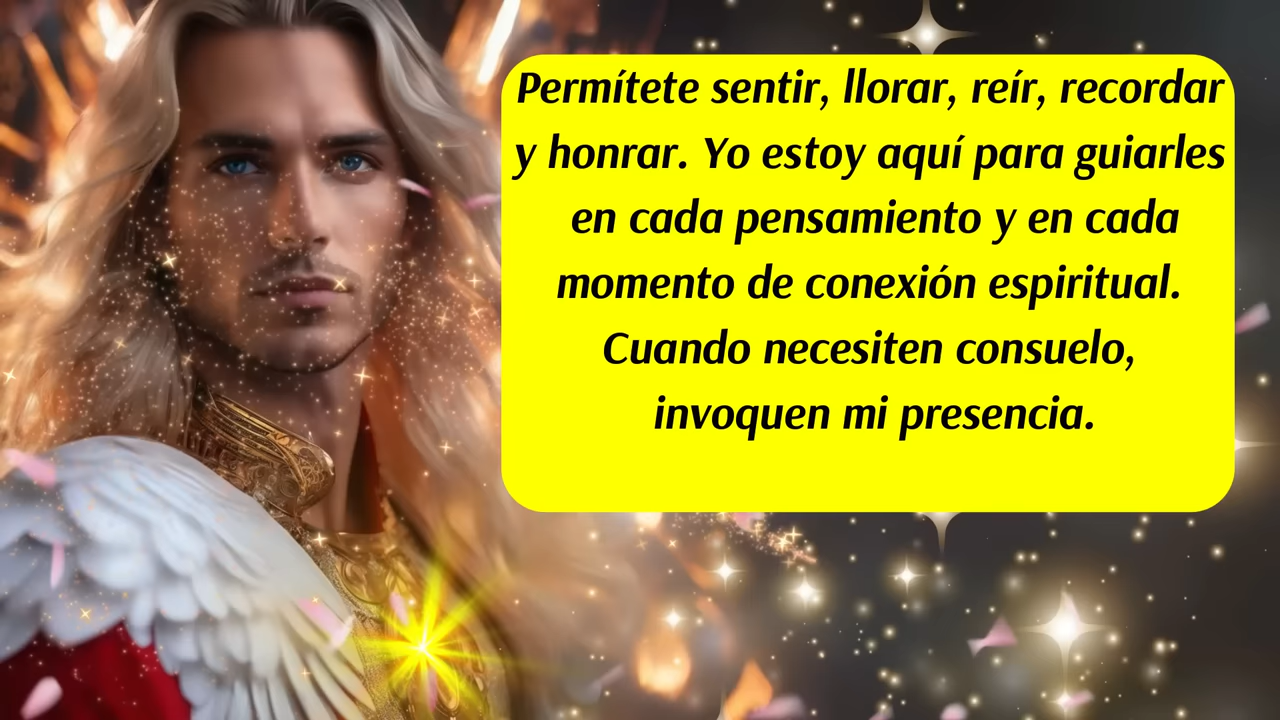 Permítete sentir, llorar, reír, recordar
y honrar. Yo estoy aquí para guiarles
en cada pensamiento y en cada
momento de conexión espiritual.
Cuando necesiten consuelo,
invoquen mi presencia.